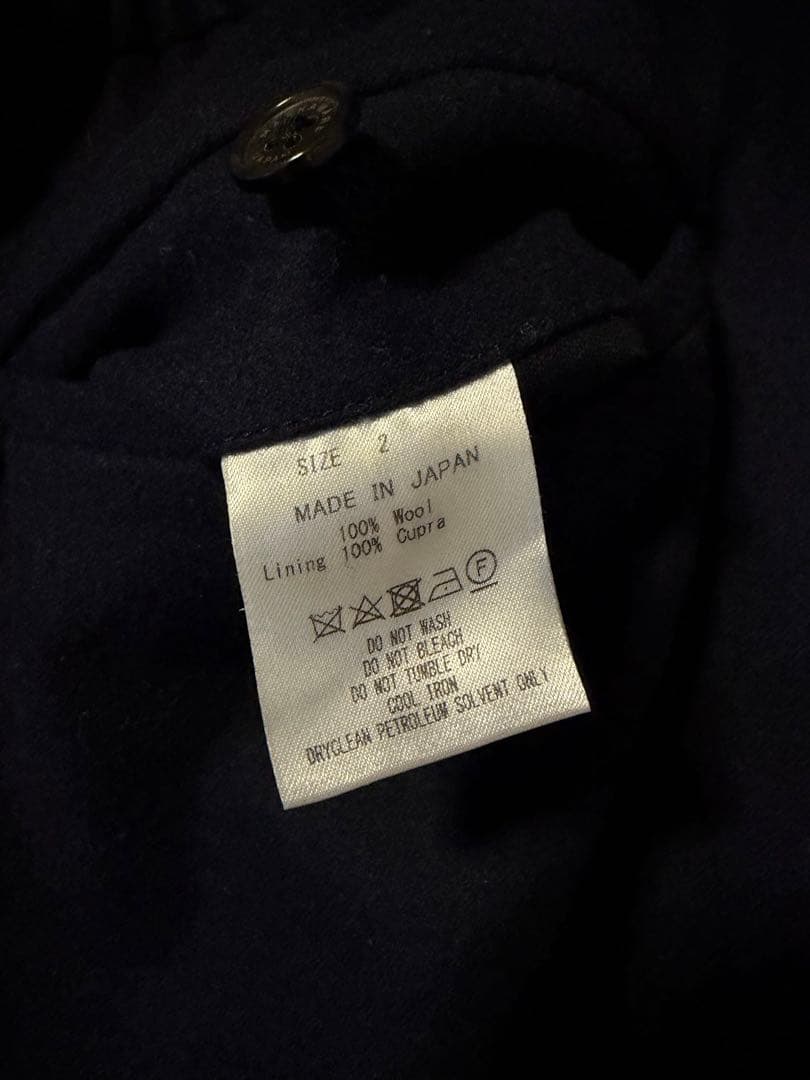 JAPAN
SIZE 2
MADE IN JAPAN
100% Wool
Lining 100% Cupra
F
DO NOT WASH
DO NOT BLEACH
DO NOT TUMBLE DRY
COOL IRON
DRYCLEAN PETROLEUM SOLVENT ONLY